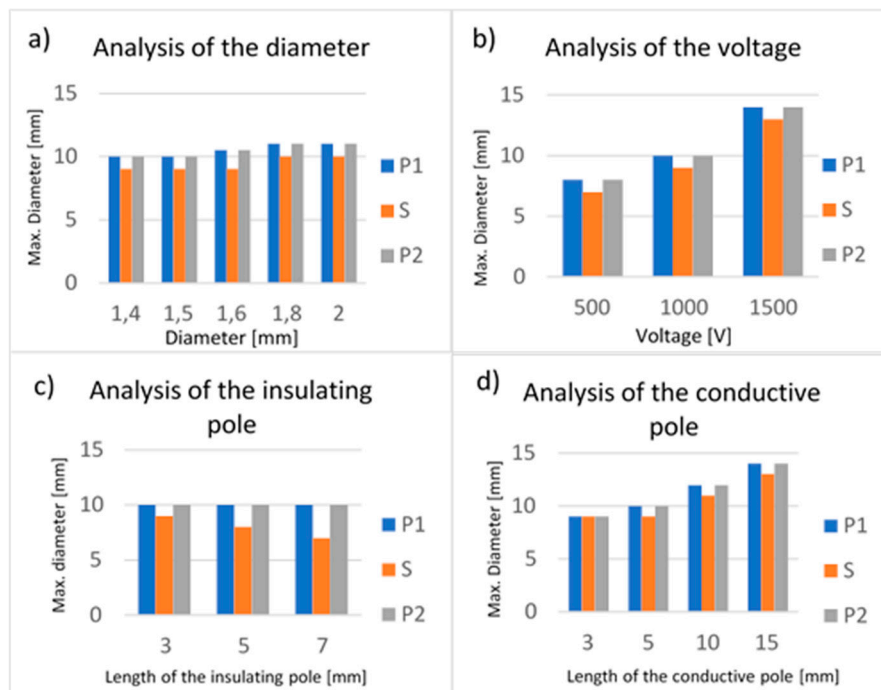 a)
Analysis of the diameter
Max. Diameter [mm]
15
10
5
0
1,4 1,5 1,6 1,8 2
Diameter [mm]
P1
S
P2
b)
Analysis of the voltage
Max. Diameter [mm]
15
10
5
0
500 1000 1500
Voltage [V]
P1
S
P2
c)
Analysis of the insulating
pole
Max. diameter [mm]
15
10
5
0
3 5 7
Length of the insulating pole [mm]
P1
S
P2
d)
Analysis of the conductive
pole
Max. Diameter [mm]
15
10
5
0
3 5 10 15
Length of the conductive pole [mm]
P1
S
P2